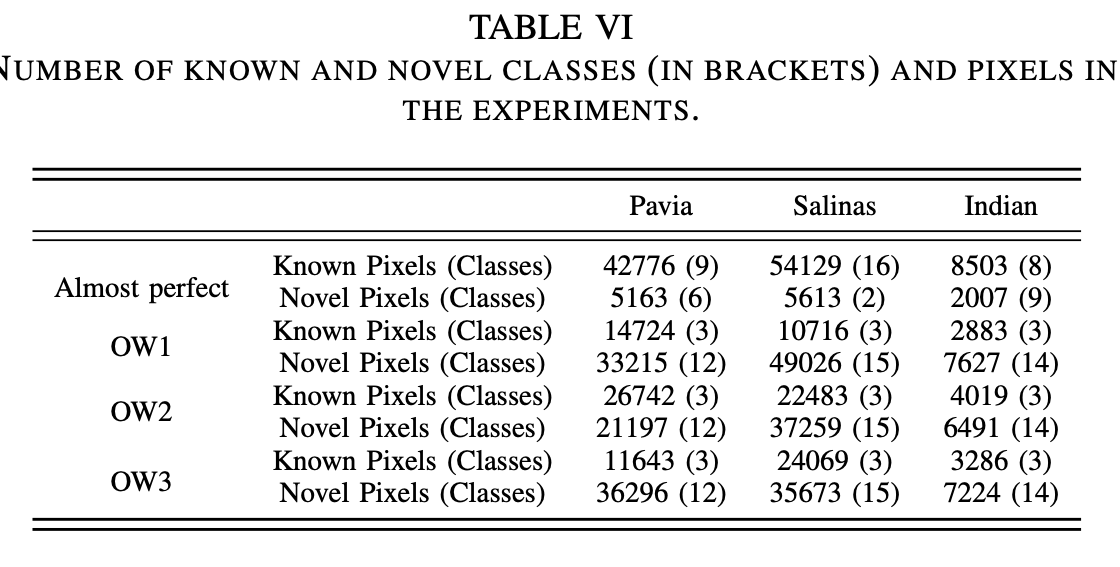 TABLE VI
NUMBER OF KNOWN AND NOVEL CLASSES (IN BRACKETS) AND PIXELS IN
THE EXPERIMENTS.
Pavia Salinas Indian
Almost perfect Known Pixels (Classes) 42776 (9) 54129 (16) 8503 (8)
Novel Pixels (Classes) 5163 (6) 5613 (2) 2007 (9)
OW1 Known Pixels (Classes) 14724 (3) 10716 (3) 2883 (3)
Novel Pixels (Classes) 33215 (12) 49026 (15) 7627 (14)
OW2 Known Pixels (Classes) 26742 (3) 22483 (3) 4019 (3)
Novel Pixels (Classes) 21197 (12) 37259 (15) 6491 (14)
OW3 Known Pixels (Classes) 11643 (3) 24069 (3) 3286 (3)
Novel Pixels (Classes) 36296 (12) 35673 (15) 7224 (14)